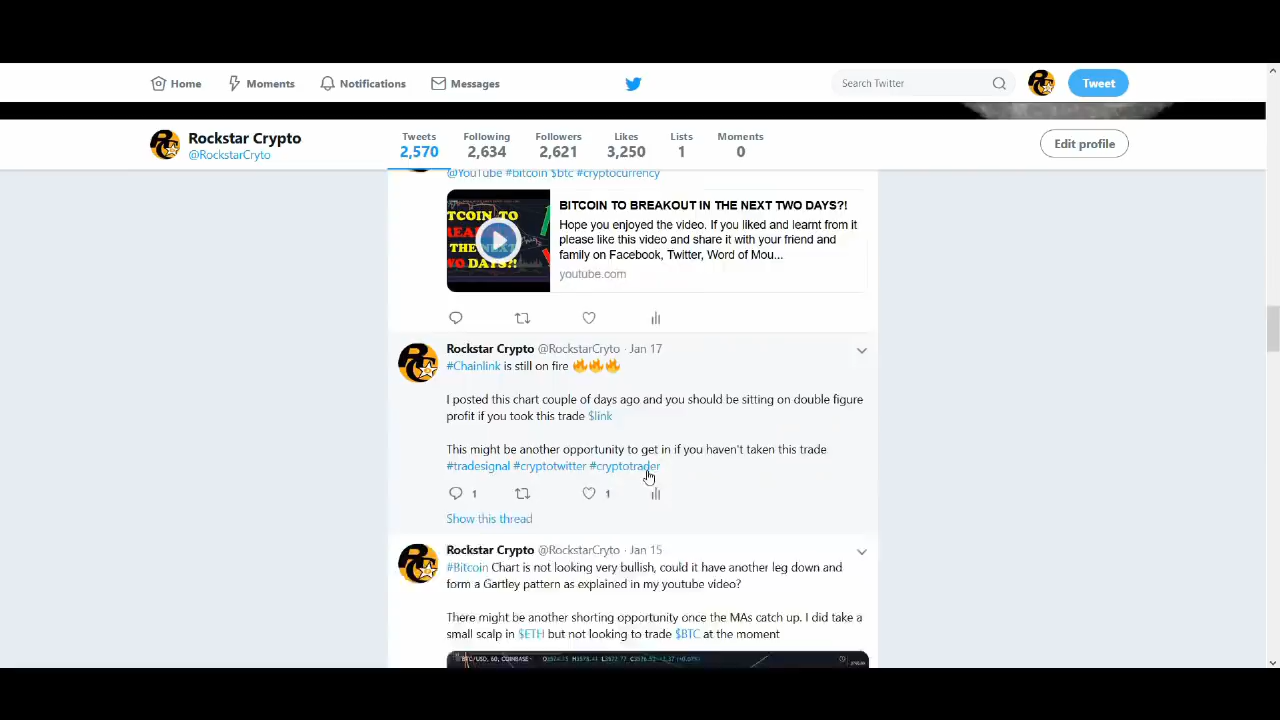 Home Moments Notifications Messages Search Twitter Tweet
Rockstar Crypto
@RockstarCryto
Tweets Following Followers Likes Lists Moments
2,570 2,634 2,621 3,250 1 0
Edit profile
@YouTube #bitcoin $btc #cryptocurrency
BITCOIN TO BREAKOUT IN THE NEXT TWO DAYS?!
Hope you enjoyed the video. If you liked and learnt from it
please like this video and share it with your friend and
family on Facebook, Twitter, Word of Mou...
youtube.com
Rockstar Crypto @RockstarCryto · Jan 17
#Chainlink is still on fire 🔥🔥🔥
I posted this chart couple of days ago and you should be sitting on double figure
profit if you took this trade $link
This might be another opportunity to get in if you haven't taken this trade
#tradesignal #cryptotwitter #cryptotrader
1 1
Show this thread
Rockstar Crypto @RockstarCryto · Jan 15
#Bitcoin Chart is not looking very bullish, could it have another leg down and
form a Gartley pattern as explained in my youtube video?
There might be another shorting opportunity once the MAs catch up. I did take a
small scalp in $ETH but not looking to trade $BTC at the moment
BTC/USD, 60, COINBASE